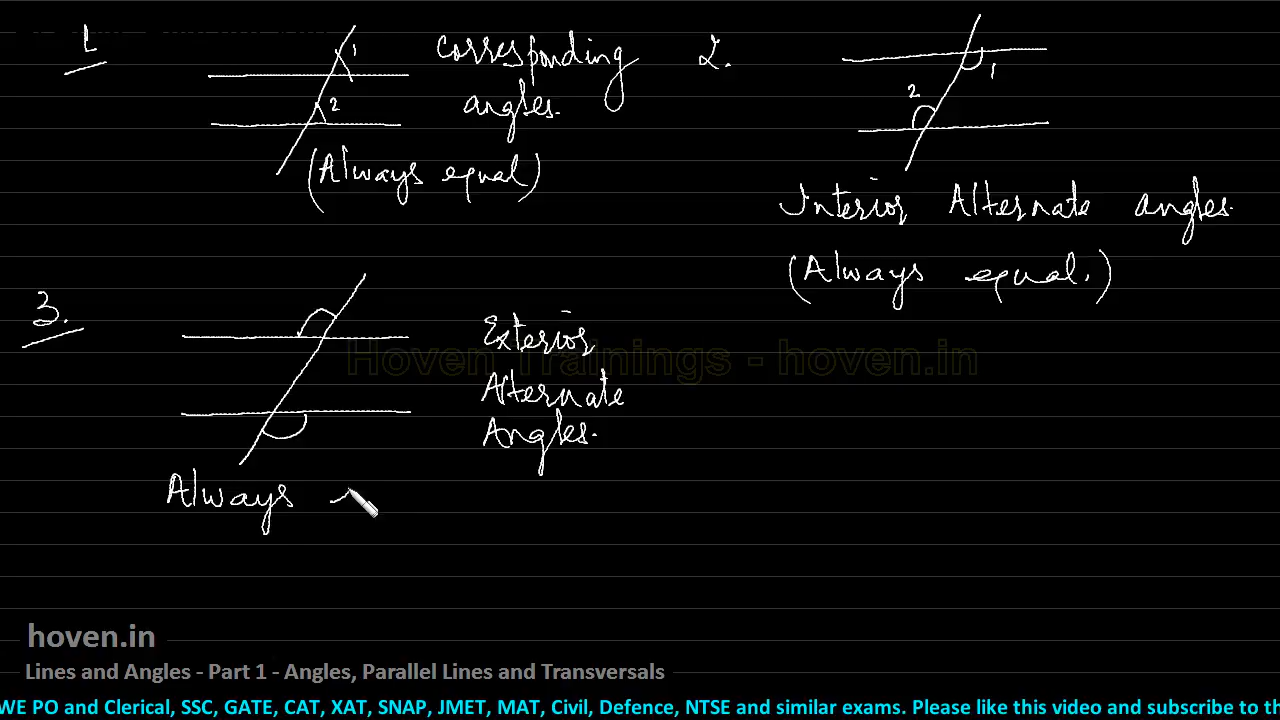 1
1
2
Corresponding
angles.
(Always equal)
2.
1
2
Interior Alternate angles.
(Always equal.)
3.
Exterior
Alternate
Angles.
Always
Hoven Trainings - hoven.in
hoven.in
Lines and Angles - Part 1 - Angles, Parallel Lines and Transversals
WE PO and Clerical, SSC, GATE, CAT, XAT, SNAP, JMET, MAT, Civil, Defence, NTSE and similar exams. Please like this video and subscribe to th